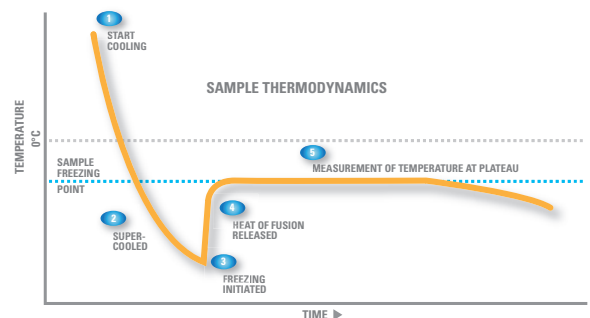 1
START
COOLING
SAMPLE THERMODYNAMICS
TEMPERATURE
0°C
5
MEASUREMENT OF TEMPERATURE AT PLATEAU
SAMPLE
FREEZING
POINT
2
SUPER-
COOLED
4
HEAT OF FUSION
RELEASED
3
FREEZING
INITIATED
TIME